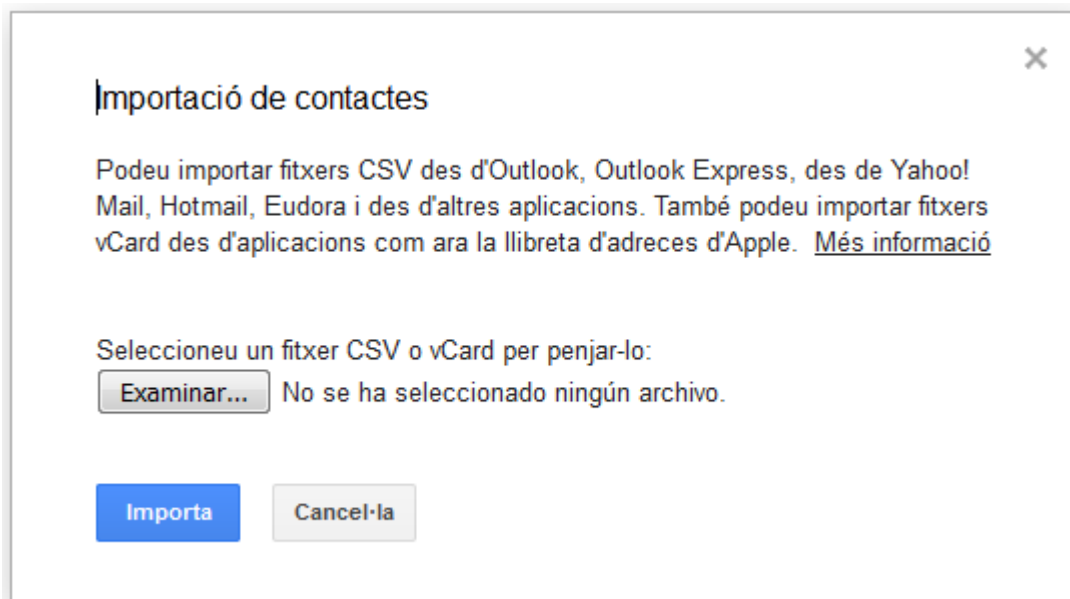 Importació de contactes
Podeu importar fitxers CSV des d'Outlook, Outlook Express, des de Yahoo!
Mail, Hotmail, Eudora i des d'altres aplicacions. També podeu importar fitxers
vCard des d'aplicacions com ara la llibreta d'adreces d'Apple. Més informació
Seleccioneu un fitxer CSV o vCard per penjar-lo:
Examinar... No se ha seleccionado ningún archivo.
Importa Cancel·la